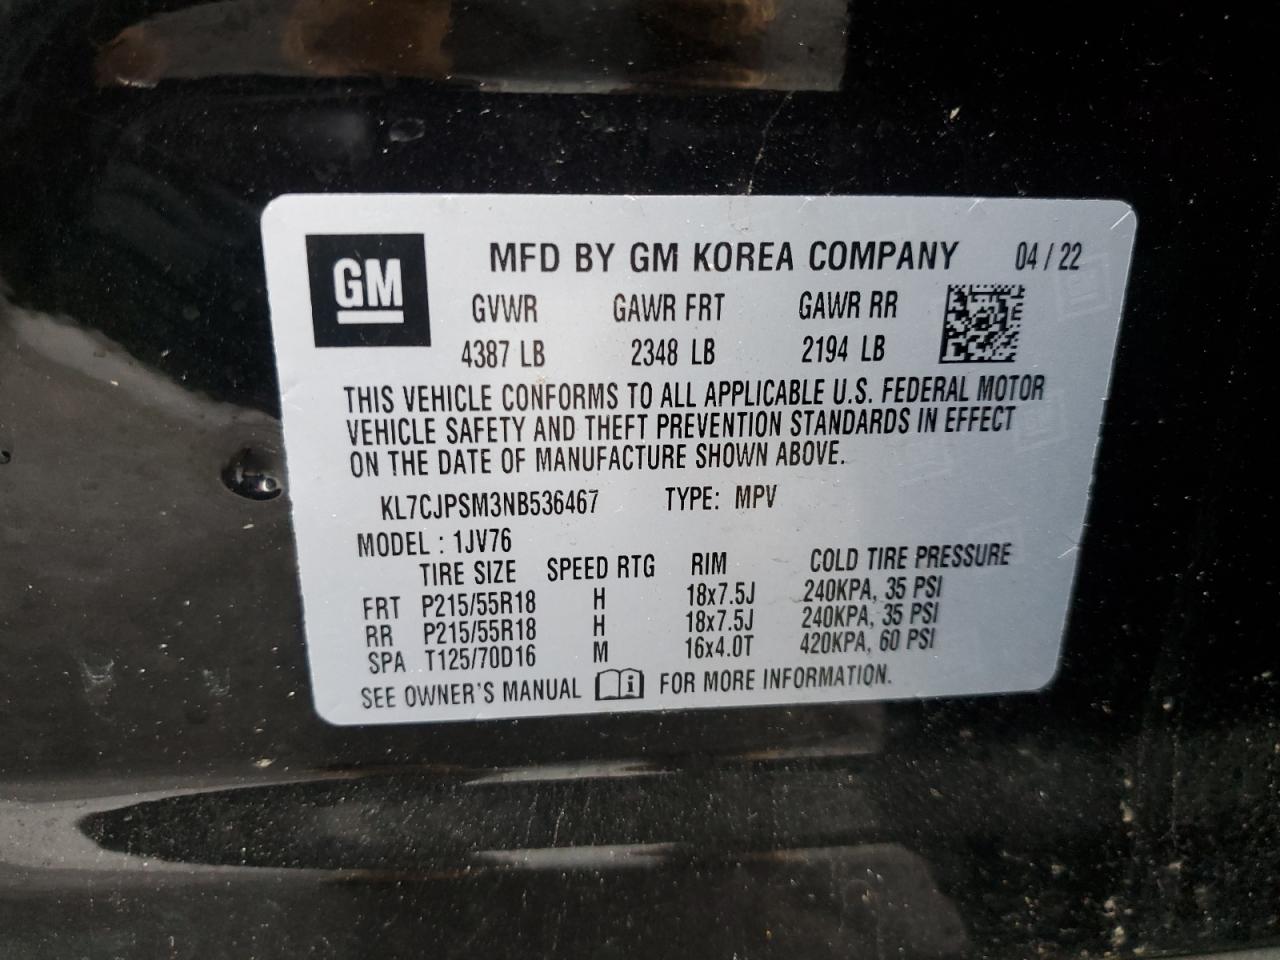 GM
MFD BY GM KOREA COMPANY 04 / 22
GVWR GAWR FRT GAWR RR
4387 LB 2348 LB 2194 LB
THIS VEHICLE CONFORMS TO ALL APPLICABLE U.S. FEDERAL MOTOR
VEHICLE SAFETY AND THEFT PREVENTION STANDARDS IN EFFECT
ON THE DATE OF MANUFACTURE SHOWN ABOVE.
KL7CJPSM3NB536467 TYPE: MPV
MODEL : 1JV76
TIRE SIZE SPEED RTG RIM COLD TIRE PRESSURE
FRT P215/55R18 H 18x7.5J 240KPA, 35 PSI
RR P215/55R18 H 18x7.5J 240KPA, 35 PSI
SPA T125/70D16 M 16x4.0T 420KPA, 60 PSI
SEE OWNER'S MANUAL i FOR MORE INFORMATION.